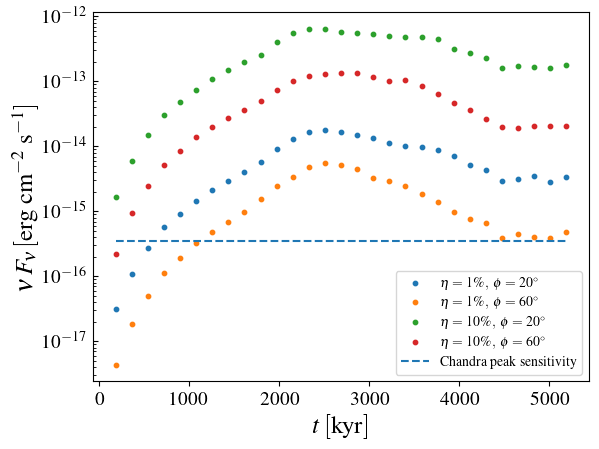 10⁻¹²
10⁻¹³
10⁻¹⁴
10⁻¹⁵
10⁻¹⁶
10⁻¹⁷
ν Fᵥ [erg cm⁻² s⁻¹]
η = 1%, ϕ = 20°
η = 1%, ϕ = 60°
η = 10%, ϕ = 20°
η = 10%, ϕ = 60°
Chandra peak sensitivity
0 1000 2000 3000 4000 5000
t [kyr]